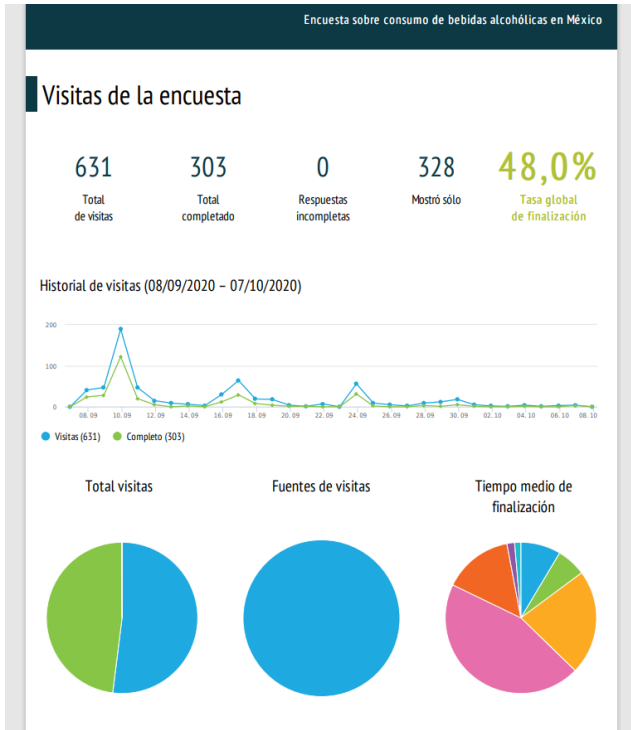 Encuesta sobre consumo de bebidas alcohólicas en México
Visitas de la encuesta
631
Total
de visitas
303
Total
completado
0
Respuestas
incompletas
328
Mostró sólo
48,0%
Tasa global
de finalización
Historial de visitas (08/09/2020 – 07/10/2020)
200
100
0
08. 09 10. 09 12. 09 14. 09 16. 09 18. 09 20. 09 22. 09 24. 09 26. 09 28. 09 30. 09 02. 10 04. 10 06. 10 08. 10
Visitas (631) Completo (303)
Total visitas
Fuentes de visitas
Tiempo medio de
finalización